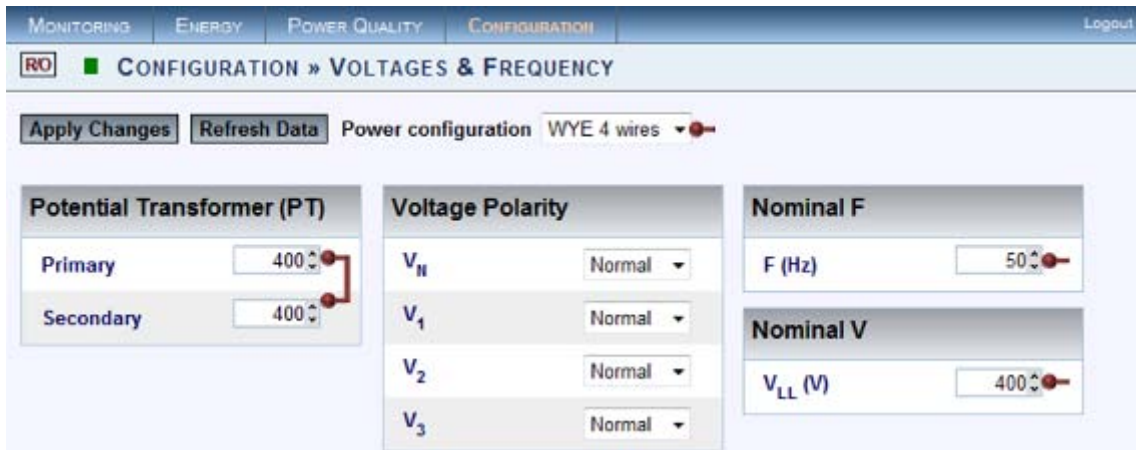 MONITORING ENERGY POWER QUALITY CONFIGURATION Logout
R/O CONFIGURATION » VOLTAGES & FREQUENCY
Apply Changes Refresh Data Power configuration WYE 4 wires
Potential Transformer (PT)
Primary 400
Secondary 400
Voltage Polarity
VN Normal
V1 Normal
V2 Normal
V3 Normal
Nominal F
F (Hz) 50
Nominal V
VLL (V) 400